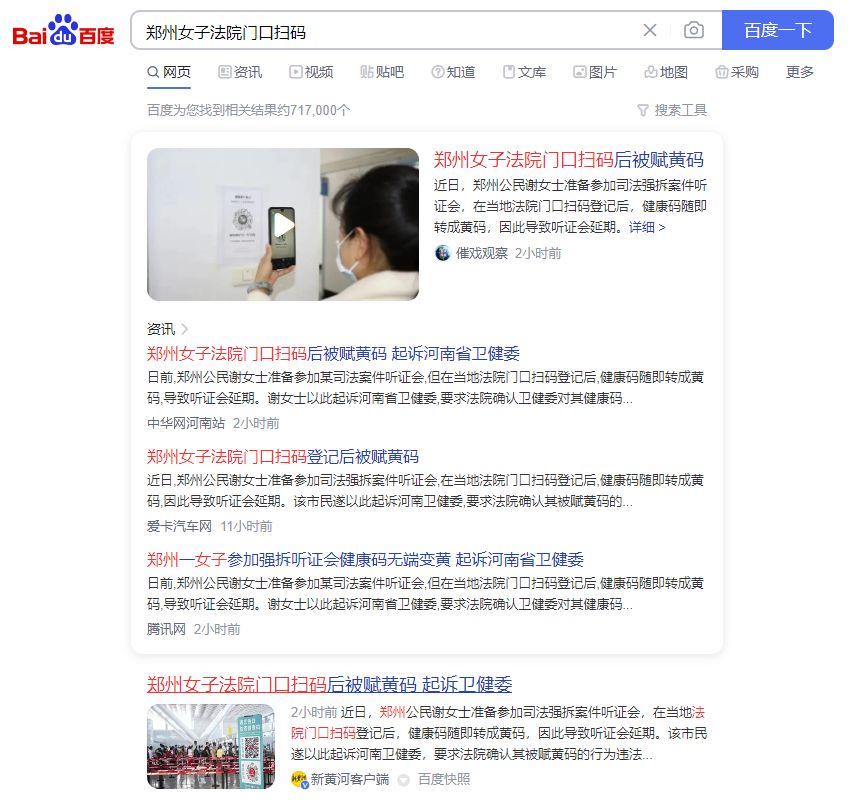 Bai du 百度
郑州女子法院门口扫码
百度一下
网页 资讯 视频 贴吧 知道 文库 图片 地图 采购 更多
百度为您找到相关结果约717,000个
搜索工具
郑州女子法院门口扫码后被赋黄码
近日，郑州公民谢女士准备参加司法强拆案件听
证会，在当地法院门口扫码登记后，健康码随即
转成黄码，因此导致听证会延期。详细 >
催戏观察 2小时前
资讯
郑州女子法院门口扫码后被赋黄码 起诉河南省卫健委
日前,郑州公民谢女士准备参加某司法案件听证会,但在当地法院门口扫码登记后,健康码随即转成黄
码,导致听证会延期。谢女士以此起诉河南省卫健委,要求法院确认卫健委对其健康码...
中华网河南站 2小时前
郑州女子法院门口扫码登记后被赋黄码
近日,郑州公民谢女士准备参加司法强拆案件听证会,在当地法院门口扫码登记后,健康码随即转成黄
码,因此导致听证会延期。该市民遂以此起诉河南卫健委,要求法院确认其被赋黄码的...
爱卡汽车网 11小时前
郑州一女子参加强拆听证会健康码无端变黄 起诉河南省卫健委
日前,郑州公民谢女士准备参加某司法案件听证会,但在当地法院门口扫码登记后,健康码随即转成黄
码,导致听证会延期。谢女士以此起诉河南省卫健委,要求法院确认卫健委对其健康码...
腾讯网 2小时前
郑州女子法院门口扫码后被赋黄码 起诉卫健委
2小时前 近日，郑州公民谢女士准备参加司法强拆案件听证会，在当地法
院门口扫码登记后，健康码随即转成黄码，因此导致听证会延期。该市民
遂以此起诉河南卫健委，要求法院确认其被赋黄码的行为违法...
新黄河客户端 百度快照